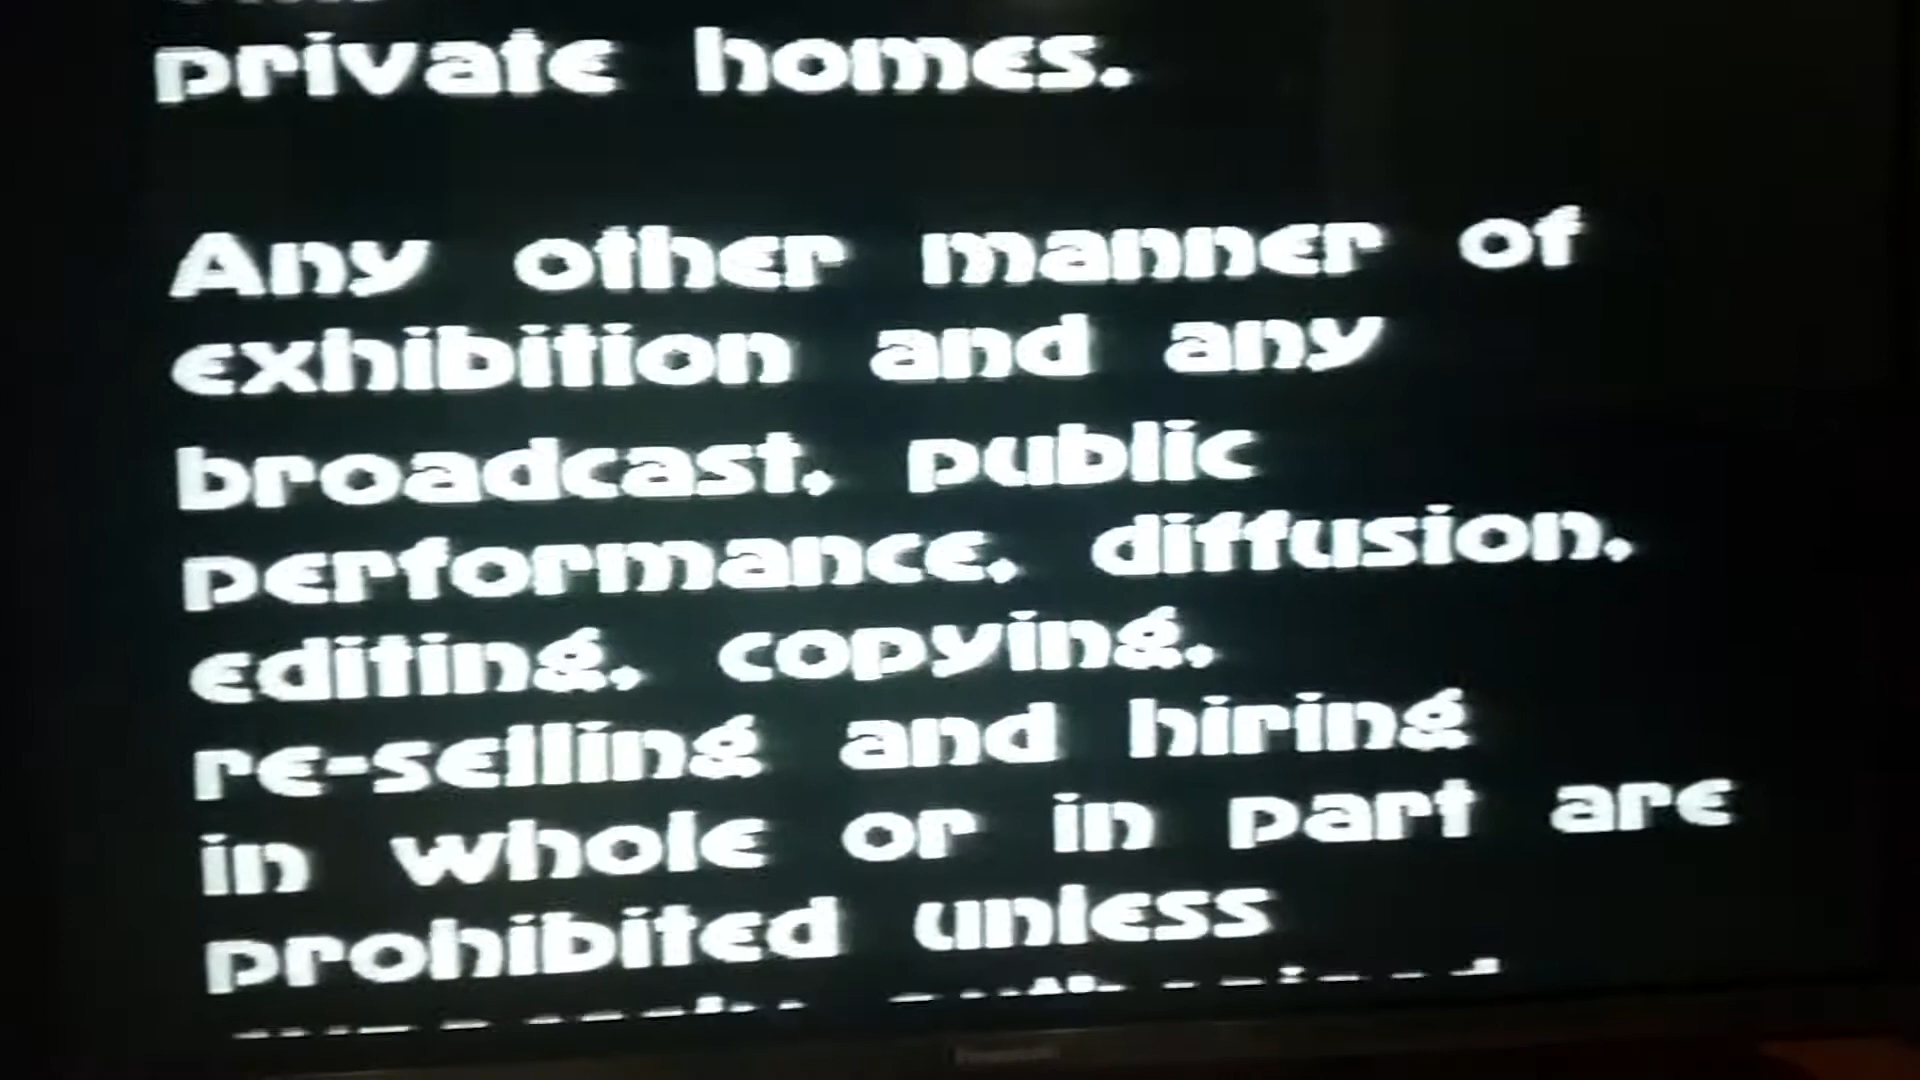 private homes.
Any other manner of
exhibition and any
broadcast, public
performance, diffusion,
editing, copying,
re-selling and hiring
in whole or in part are
prohibited unless